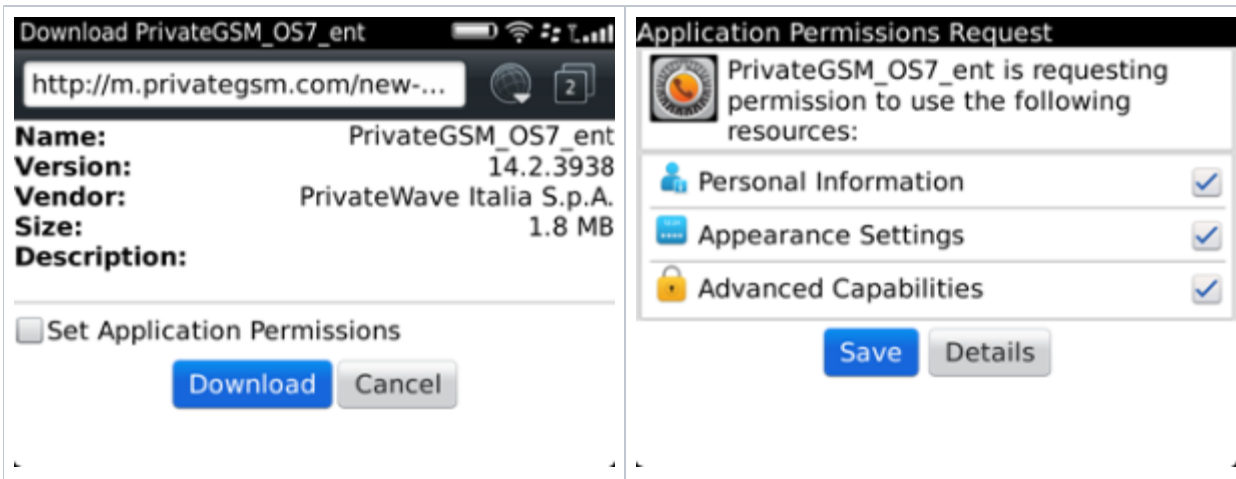 Download PrivateGSM_OS7_ent
http://m.privategsm.com/new-...
2
Name: PrivateGSM_OS7_ent
Version: 14.2.3938
Vendor: PrivateWave Italia S.p.A.
Size: 1.8 MB
Description:
Set Application Permissions
Download Cancel
Application Permissions Request
PrivateGSM_OS7_ent is requesting
permission to use the following
resources:
Personal Information
Appearance Settings
Advanced Capabilities
Save Details